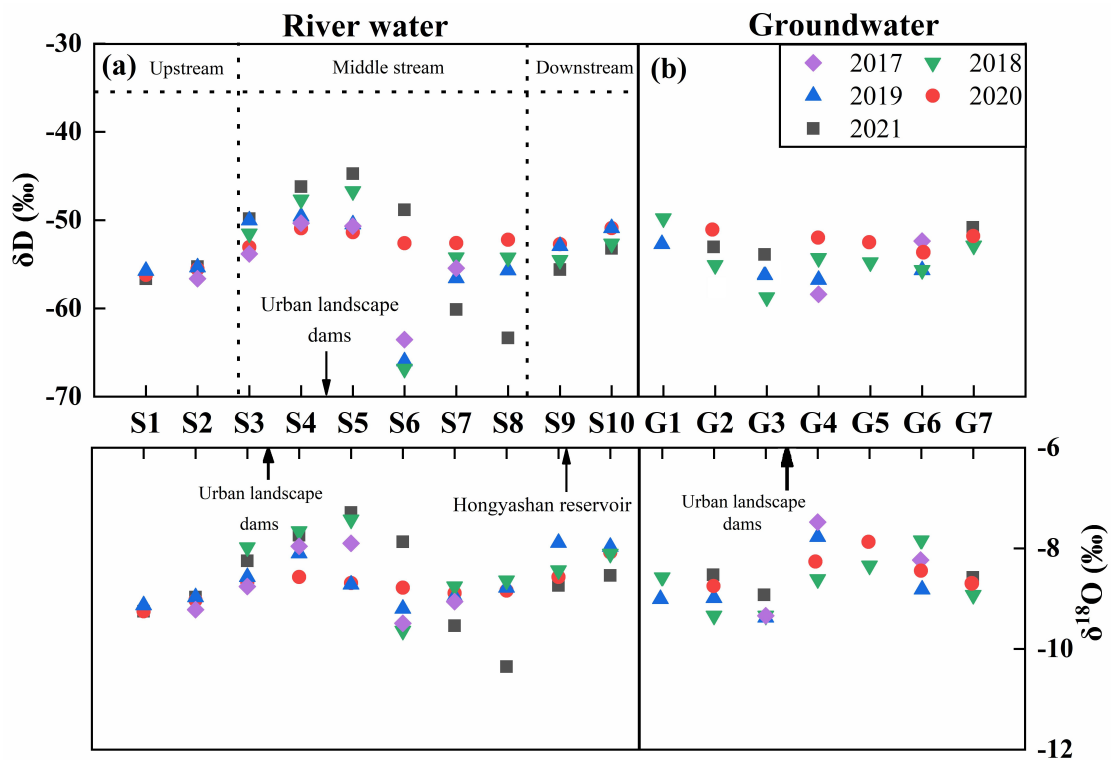 River water
Groundwater
-30
-40
-50
-60
-70
δD (‰)
(a)
Upstream
Middle stream
Downstream
(b)
2017
2018
2019
2020
2021
Urban landscape
dams
S1 S2 S3 S4 S5 S6 S7 S8 S9 S10 G1 G2 G3 G4 G5 G6 G7
Urban landscape
dams
Hongyashan reservoir
Urban landscape
dams
-6
-8
-10
-12
δ¹⁸O (‰)